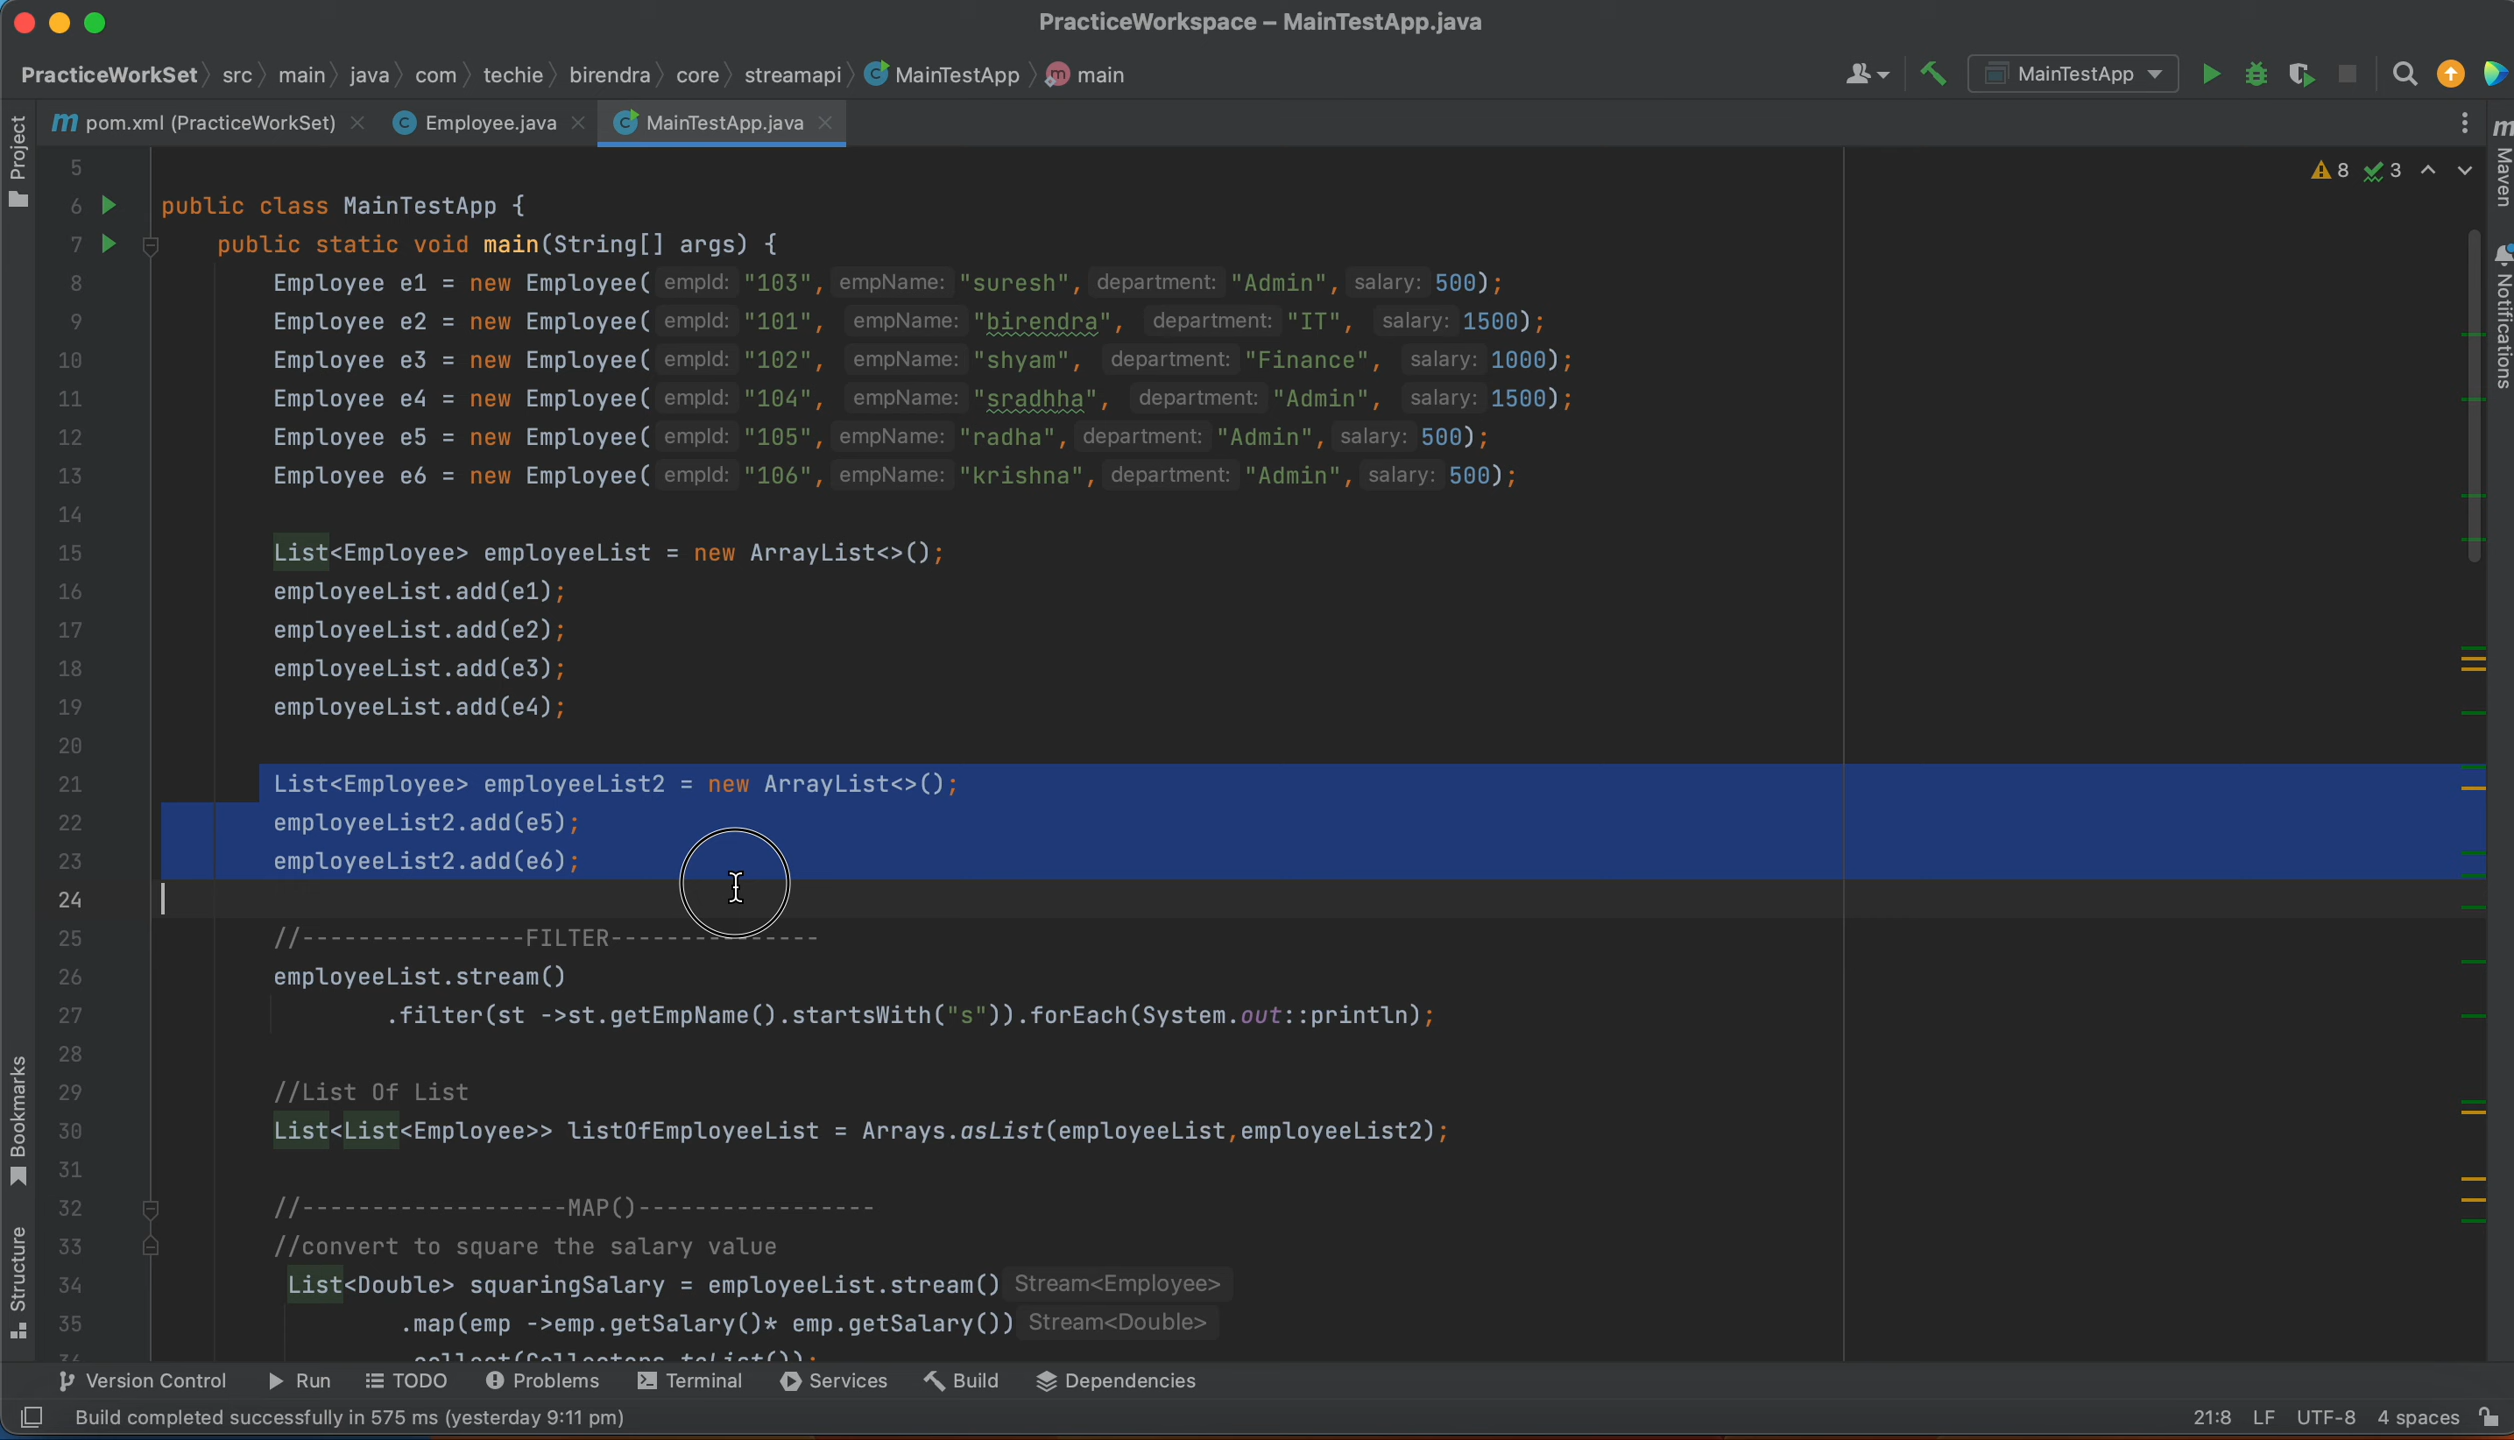 PracticeWorkspace – MainTestApp.java
PracticeWorkSet src main java com techie birendra core streamapi MainTestApp main MainTestApp
pom.xml (PracticeWorkSet) Employee.java MainTestApp.java
Project
Bookmarks
Structure
Maven
Notifications
8 3
5
6 public class MainTestApp {
7 public static void main(String[] args) {
8 Employee e1 = new Employee( empId: "103", empName: "suresh", department: "Admin", salary: 500);
9 Employee e2 = new Employee( empId: "101", empName: "birendra", department: "IT", salary: 1500);
10 Employee e3 = new Employee( empId: "102", empName: "shyam", department: "Finance", salary: 1000);
11 Employee e4 = new Employee( empId: "104", empName: "sradhha", department: "Admin", salary: 1500);
12 Employee e5 = new Employee( empId: "105", empName: "radha", department: "Admin", salary: 500);
13 Employee e6 = new Employee( empId: "106", empName: "krishna", department: "Admin", salary: 500);
14
15 List<Employee> employeeList = new ArrayList<>();
16 employeeList.add(e1);
17 employeeList.add(e2);
18 employeeList.add(e3);
19 employeeList.add(e4);
20
21 List<Employee> employeeList2 = new ArrayList<>();
22 employeeList2.add(e5);
23 employeeList2.add(e6);
24
25 //----------------FILTER---------------
26 employeeList.stream()
27 .filter(st ->st.getEmpName().startsWith("s")).forEach(System.out::println);
28
29 //List Of List
30 List<List<Employee>> listOfEmployeeList = Arrays.asList(employeeList,employeeList2);
31
32 //-------------------MAP()-----------------
33 //convert to square the salary value
34 List<Double> squaringSalary = employeeList.stream() Stream<Employee>
35 .map(emp ->emp.getSalary()* emp.getSalary()) Stream<Double>
36 .collect(Collectors.toList());
Version Control Run TODO Problems Terminal Services Build Dependencies
Build completed successfully in 575 ms (yesterday 9:11 pm) 21:8 LF UTF-8 4 spaces